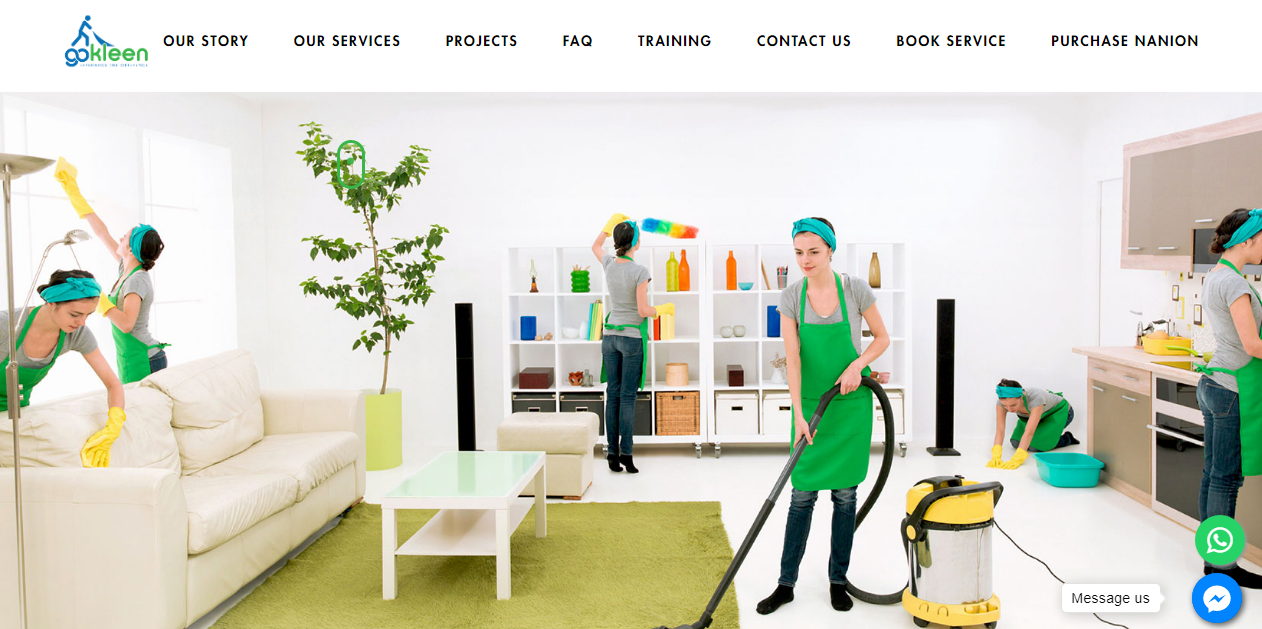 gokleen
OUR STORY
OUR SERVICES
PROJECTS
FAQ
TRAINING
CONTACT US
BOOK SERVICE
PURCHASE NANION
Message us